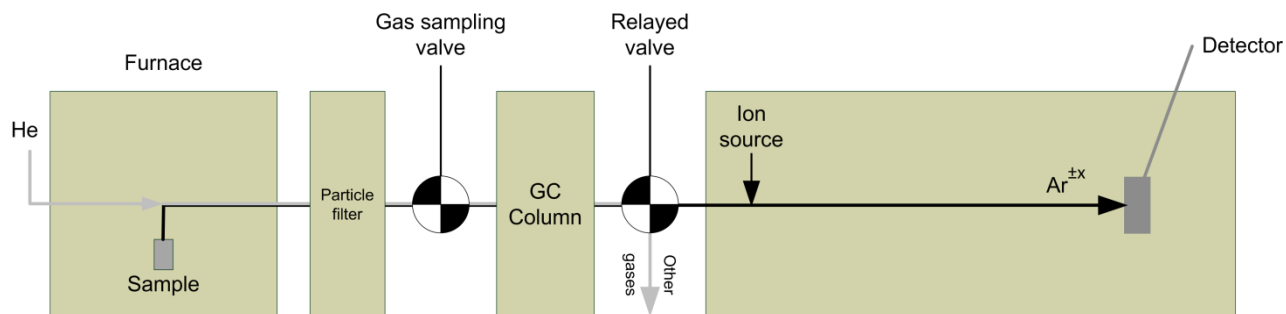 Gas sampling
valve
Relayed
valve
Detector
Furnace
He
Ion
source
Particle
filter
GC
Column
Ar±x
Sample
Other
gases